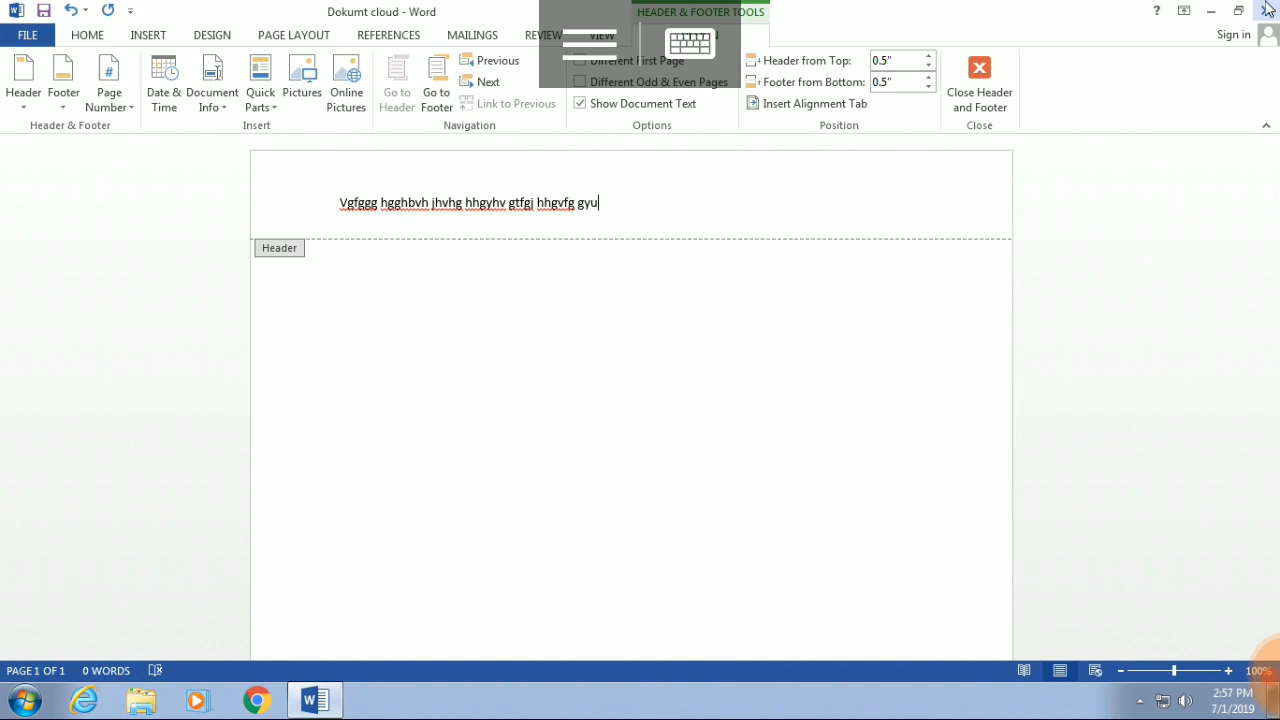 Dokumt cloud - Word
HEADER & FOOTER TOOLS
?
FILE HOME INSERT DESIGN PAGE LAYOUT REFERENCES MAILINGS REVIEW VIEW
Sign in
Header
Footer
Page Number
Header & Footer
Date & Time
Document Info
Quick Parts
Pictures
Online Pictures
Insert
Go to Header
Go to Footer
Previous
Next
Link to Previous
Navigation
Different First Page
Different Odd & Even Pages
Show Document Text
Options
Header from Top: 0.5"
Footer from Bottom: 0.5"
Insert Alignment Tab
Position
Close Header and Footer
Close
Vgfggg hgghbvh jhvhg hhgyhv gtfgj hhgvfg gyu
Header
PAGE 1 OF 1 0 WORDS
100%
2:57 PM
7/1/2019